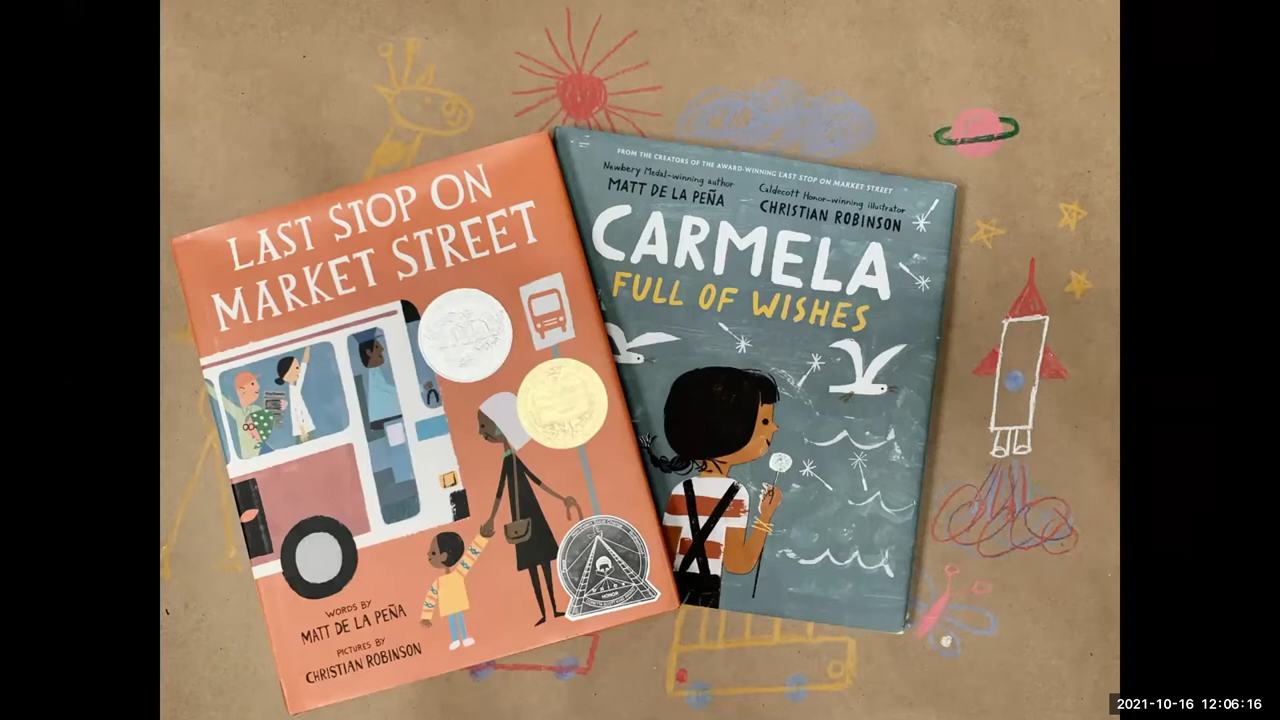 LAST STOP ON
MARKET STREET
WORDS BY
MATT DE LA PEÑA
PICTURES BY
CHRISTIAN ROBINSON
HONOR
FROM THE CREATORS OF THE AWARD-WINNING LAST STOP ON MARKET STREET
Newbery Medal-winning author
MATT DE LA PEÑA
Caldecott Honor-winning illustrator
CHRISTIAN ROBINSON
CARMELA
FULL OF WISHES
2021-10-16 12:06:16